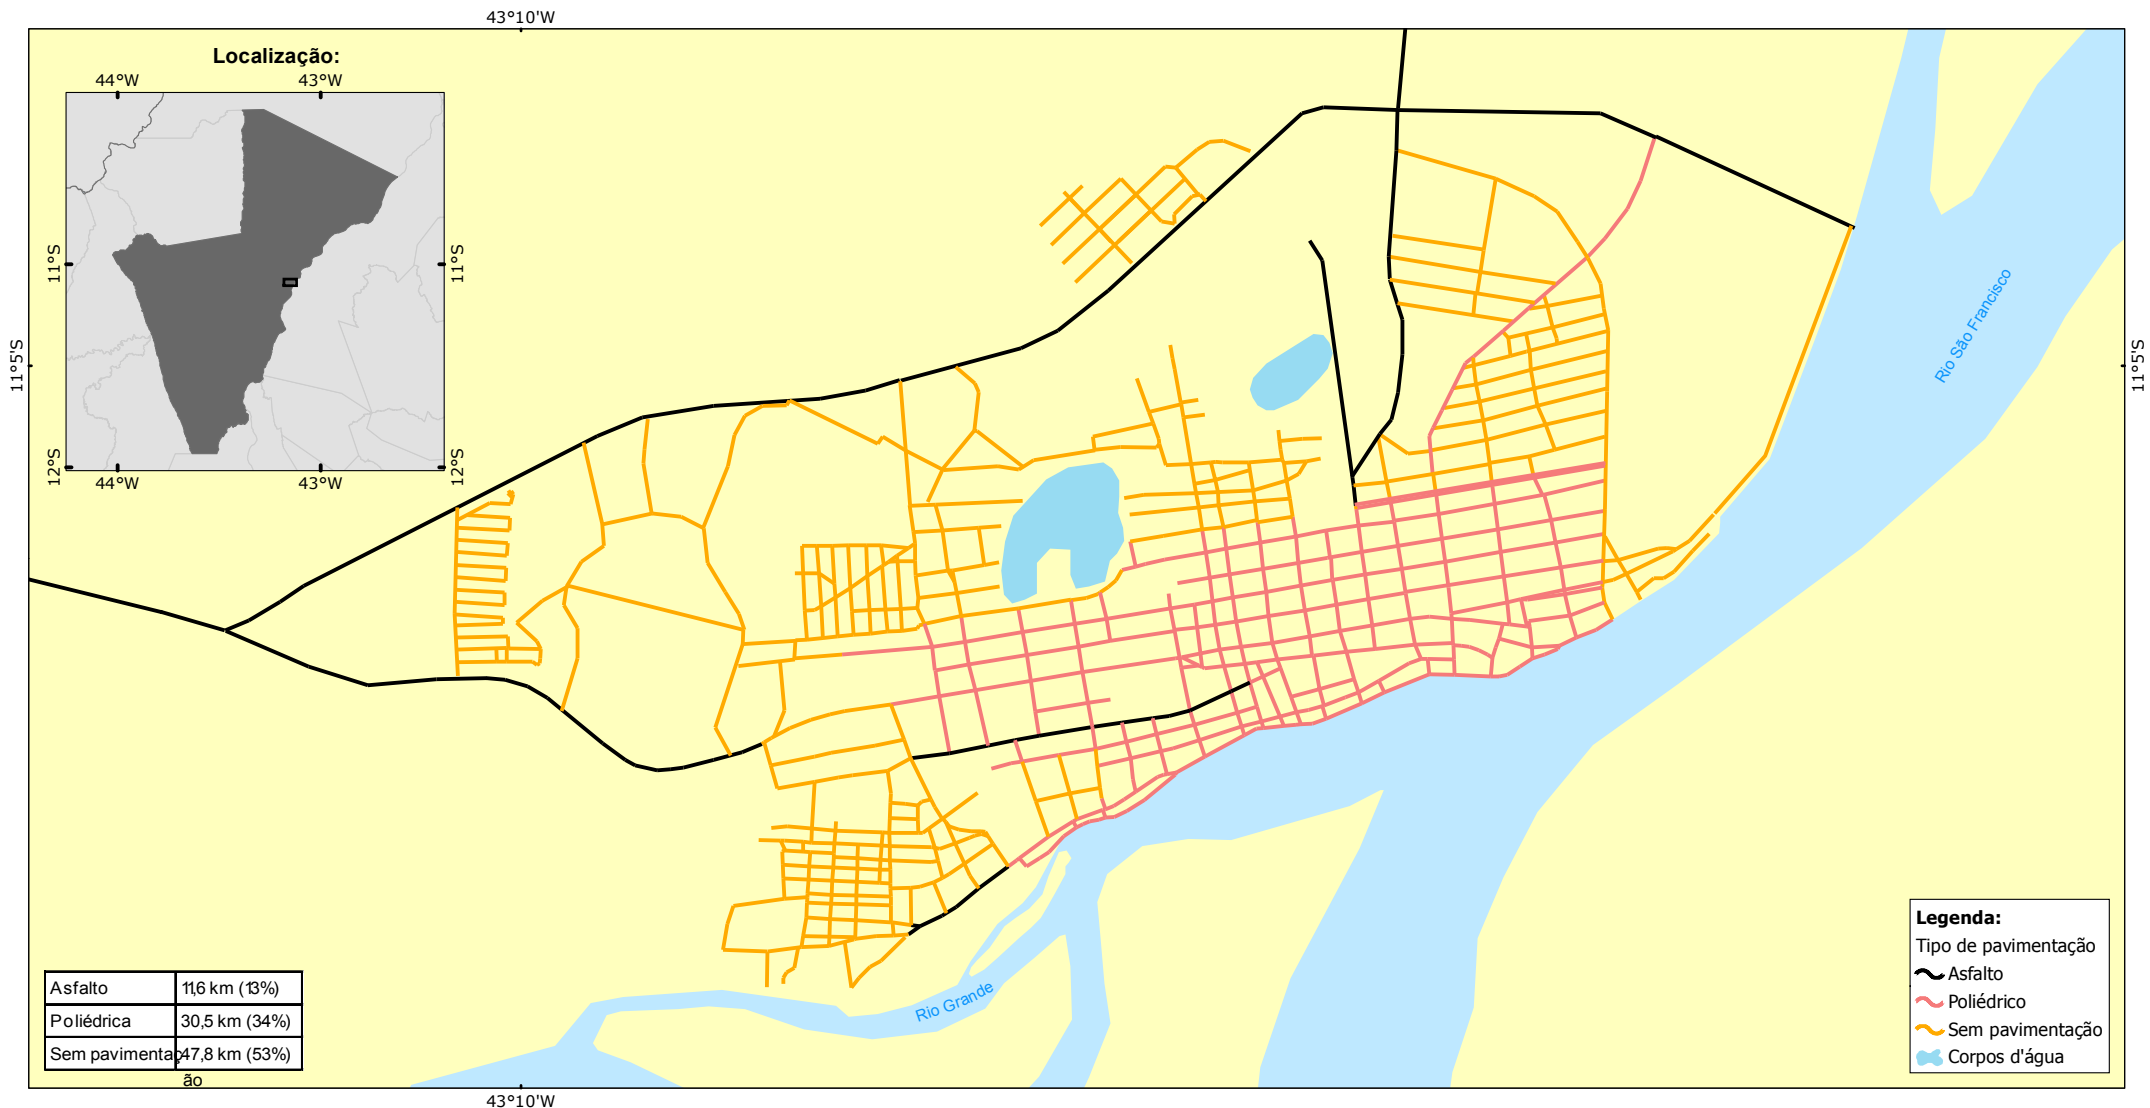 43°10'W
Localização:
44°W
43°W
11°S
11°S
12°S
12°S
44°W
43°W
11°5'S
11°5'S
Rio São Francisco
Rio Grande
Asfalto 11,6 km (13%)
Poliédrica 30,5 km (34%)
Sem pavimentaç 47,8 km (53%)
ão
Legenda:
Tipo de pavimentação
Asfalto
Poliédrico
Sem pavimentação
Corpos d'água
43°10'W